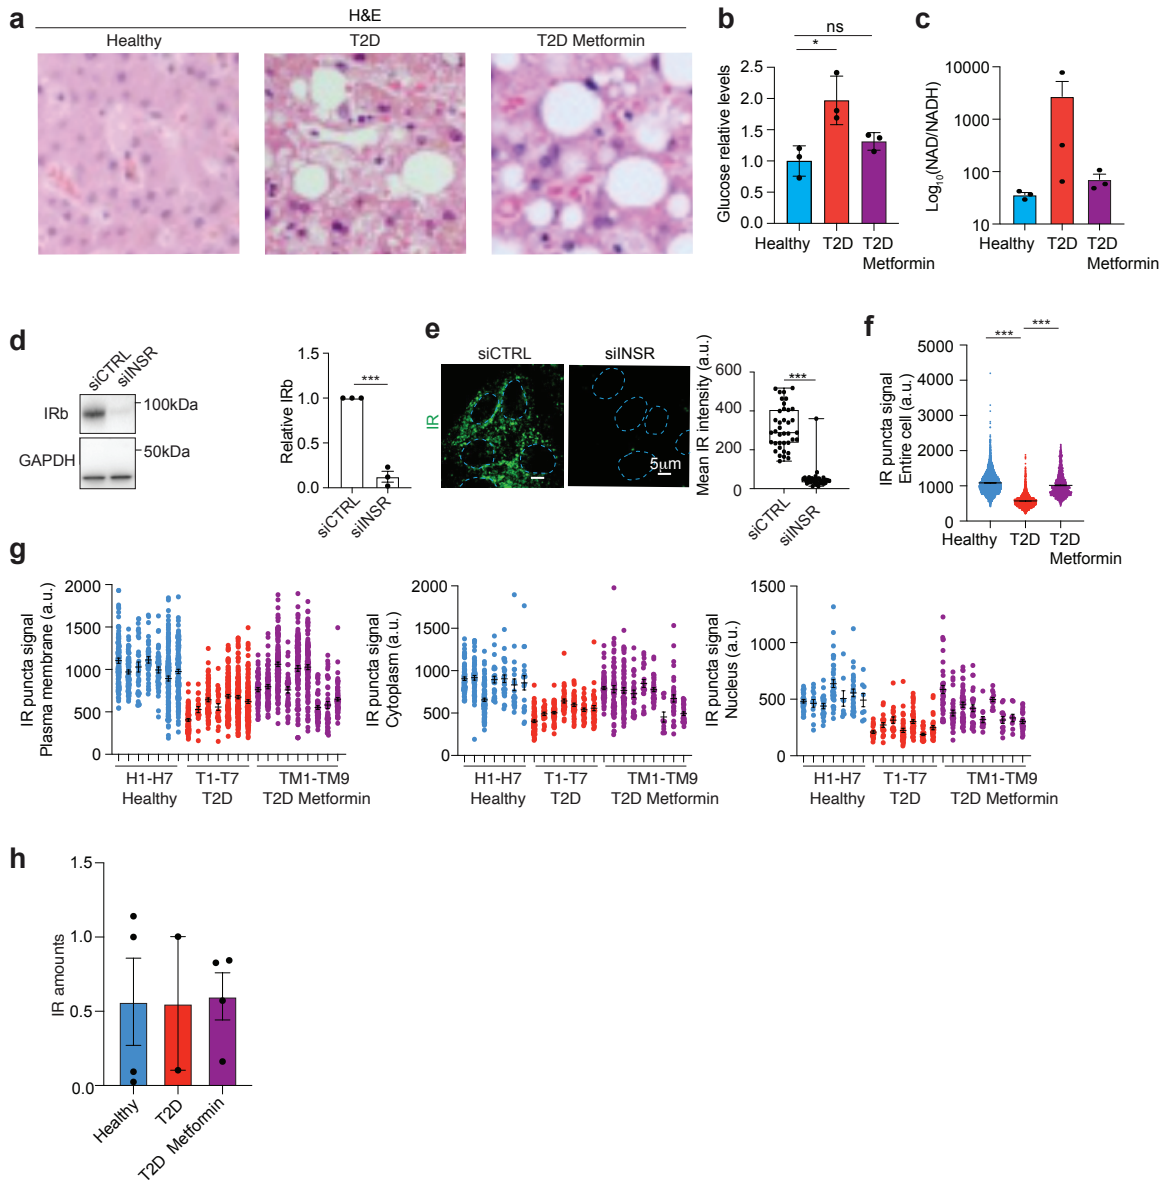 a
H&E
Healthy
T2D
T2D Metformin
b
ns
*
Glucose relative levels
2.5
2.0
1.5
1.0
0.5
0.0
Healthy
T2D
T2D
Metformin
c
Log10(NAD/NADH)
10000
1000
100
10
Healthy
T2D
T2D
Metformin
d
siCTRL
siINSR
IRb
100kDa
GAPDH
50kDa
Relative IRb
1.5
1.0
0.5
0.0
***
siCTRL
siINSR
e
siCTRL
siINSR
IR
5µm
Mean IR intensity (a.u.)
600
400
200
0
***
siCTRL
siINSR
f
***
***
IR puncta signal
Entire cell (a.u.)
5000
4000
3000
2000
1000
0
Healthy
T2D
T2D
Metformin
g
IR puncta signal
Plasma membrane (a.u.)
2000
1500
1000
500
0
H1-H7
T1-T7
TM1-TM9
Healthy
T2D
T2D Metformin
IR puncta signal
Cytoplasm (a.u.)
2000
1500
1000
500
0
H1-H7
T1-T7
TM1-TM9
Healthy
T2D
T2D Metformin
IR puncta signal
Nucleus (a.u.)
1500
1000
500
0
H1-H7
T1-T7
TM1-TM9
Healthy
T2D
T2D Metformin
h
IR amounts
1.5
1.0
0.5
0.0
Healthy
T2D
T2D Metformin